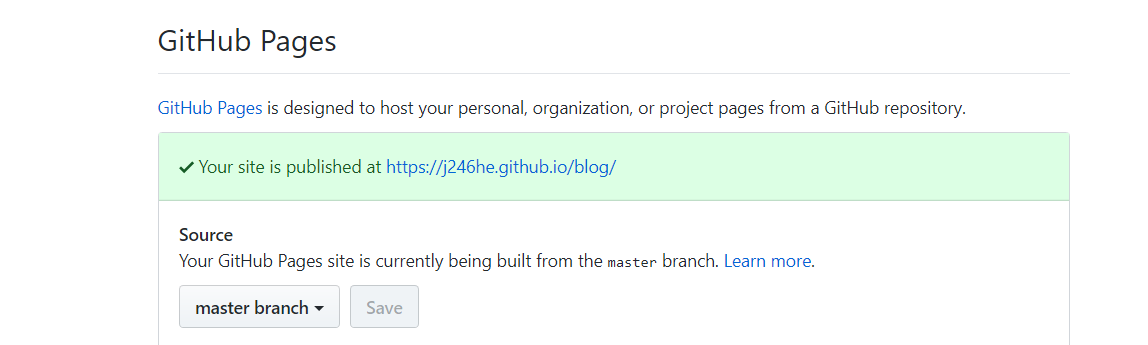 GitHub Pages
GitHub Pages is designed to host your personal, organization, or project pages from a GitHub repository.
✔ Your site is published at https://j246he.github.io/blog/
Source
Your GitHub Pages site is currently being built from the master branch. Learn more.
master branch
Save